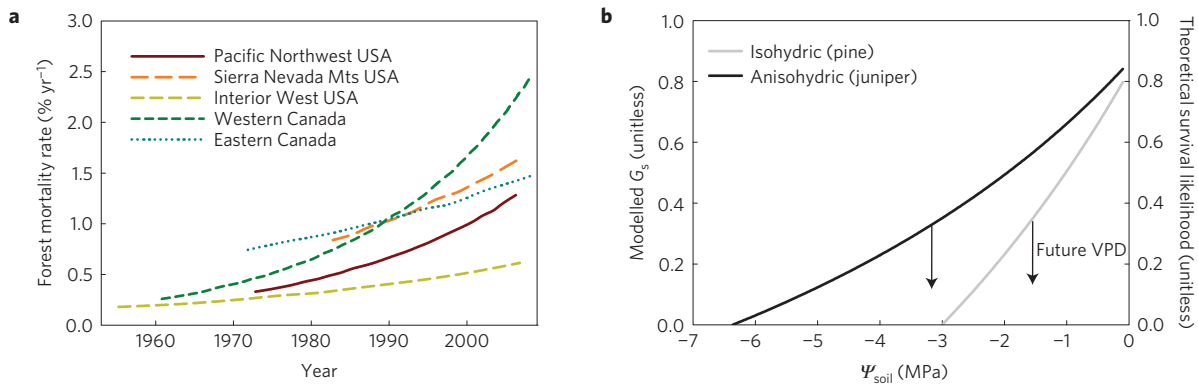 a
3.0
2.5
2.0
1.5
1.0
0.5
0.0
Forest mortality rate (% yr⁻¹)
Pacific Northwest USA
Sierra Nevada Mts USA
Interior West USA
Western Canada
Eastern Canada
1960 1970 1980 1990 2000
Year
b
1.0
0.8
0.6
0.4
0.2
0.0
Modelled Gs (unitless)
Isohydric (pine)
Anisohydric (juniper)
Future VPD
1.0
0.8
0.6
0.4
0.2
0.0
Theoretical survival likelihood (unitless)
−7 −6 −5 −4 −3 −2 −1 0
Ψsoil (MPa)